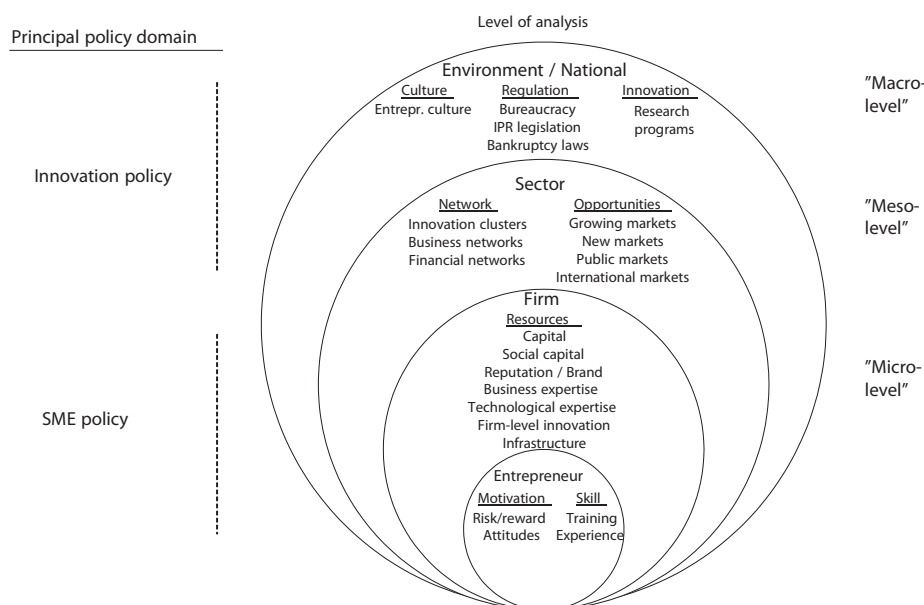 Level of analysis
Principal policy domain
Environment / National
Culture Regulation Innovation
Entrepr. culture Bureaucracy Research
IPR legislation programs
Bankruptcy laws
”Macro-
level”
Innovation policy
Sector
Network Opportunities
Innovation clusters Growing markets
Business networks New markets
Financial networks Public markets
International markets
”Meso-
level”
Firm
Resources
Capital
Social capital
Reputation / Brand
Business expertise
Technological expertise
Firm-level innovation
Infrastructure
”Micro-
level”
SME policy
Entrepreneur
Motivation Skill
Risk/reward Training
Attitudes Experience